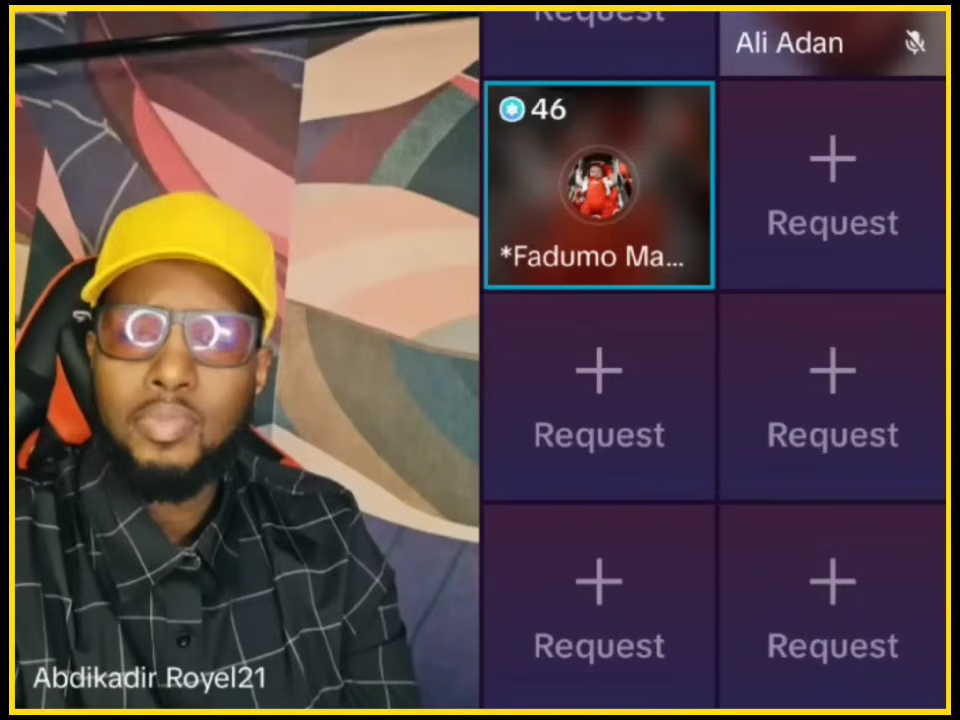 Request
Ali Adan
46
*Fadumo Ma...
Request
Request
Request
Request
Request
Abdikadir Royel21